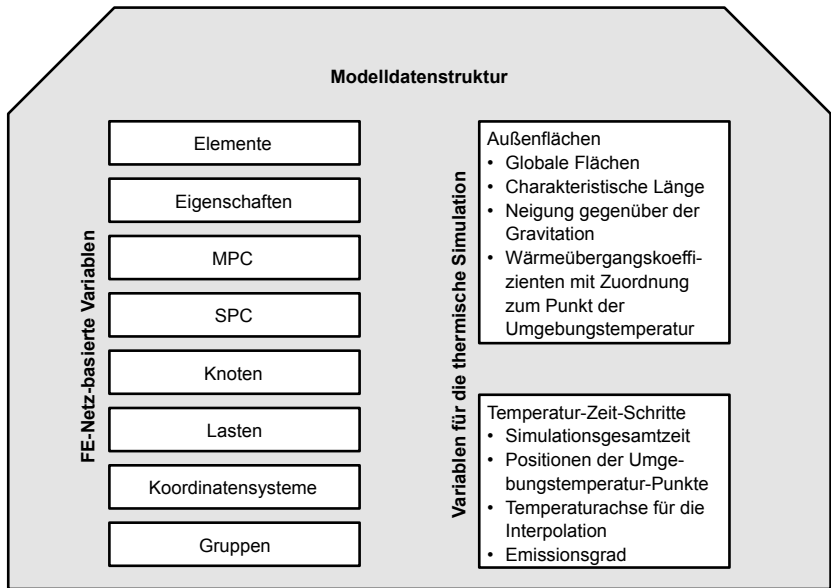 Modelldatenstruktur
FE-Netz-basierte Variablen
Elemente
Eigenschaften
MPC
SPC
Knoten
Lasten
Koordinatensysteme
Gruppen
Variablen für die thermische Simulation
Außenflächen
• Globale Flächen
• Charakteristische Länge
• Neigung gegenüber der
Gravitation
• Wärmeübergangskoeffi-
zienten mit Zuordnung
zum Punkt der
Umgebungstemperatur
Temperatur-Zeit-Schritte
• Simulationsgesamtzeit
• Positionen der Umge-
bungstemperatur-Punkte
• Temperaturachse für die
Interpolation
• Emissionsgrad